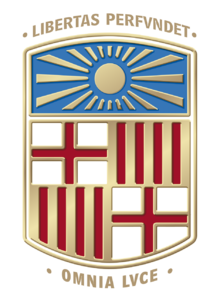 · LIBERTAS PERFVNDET ·
· OMNIA LVCE ·